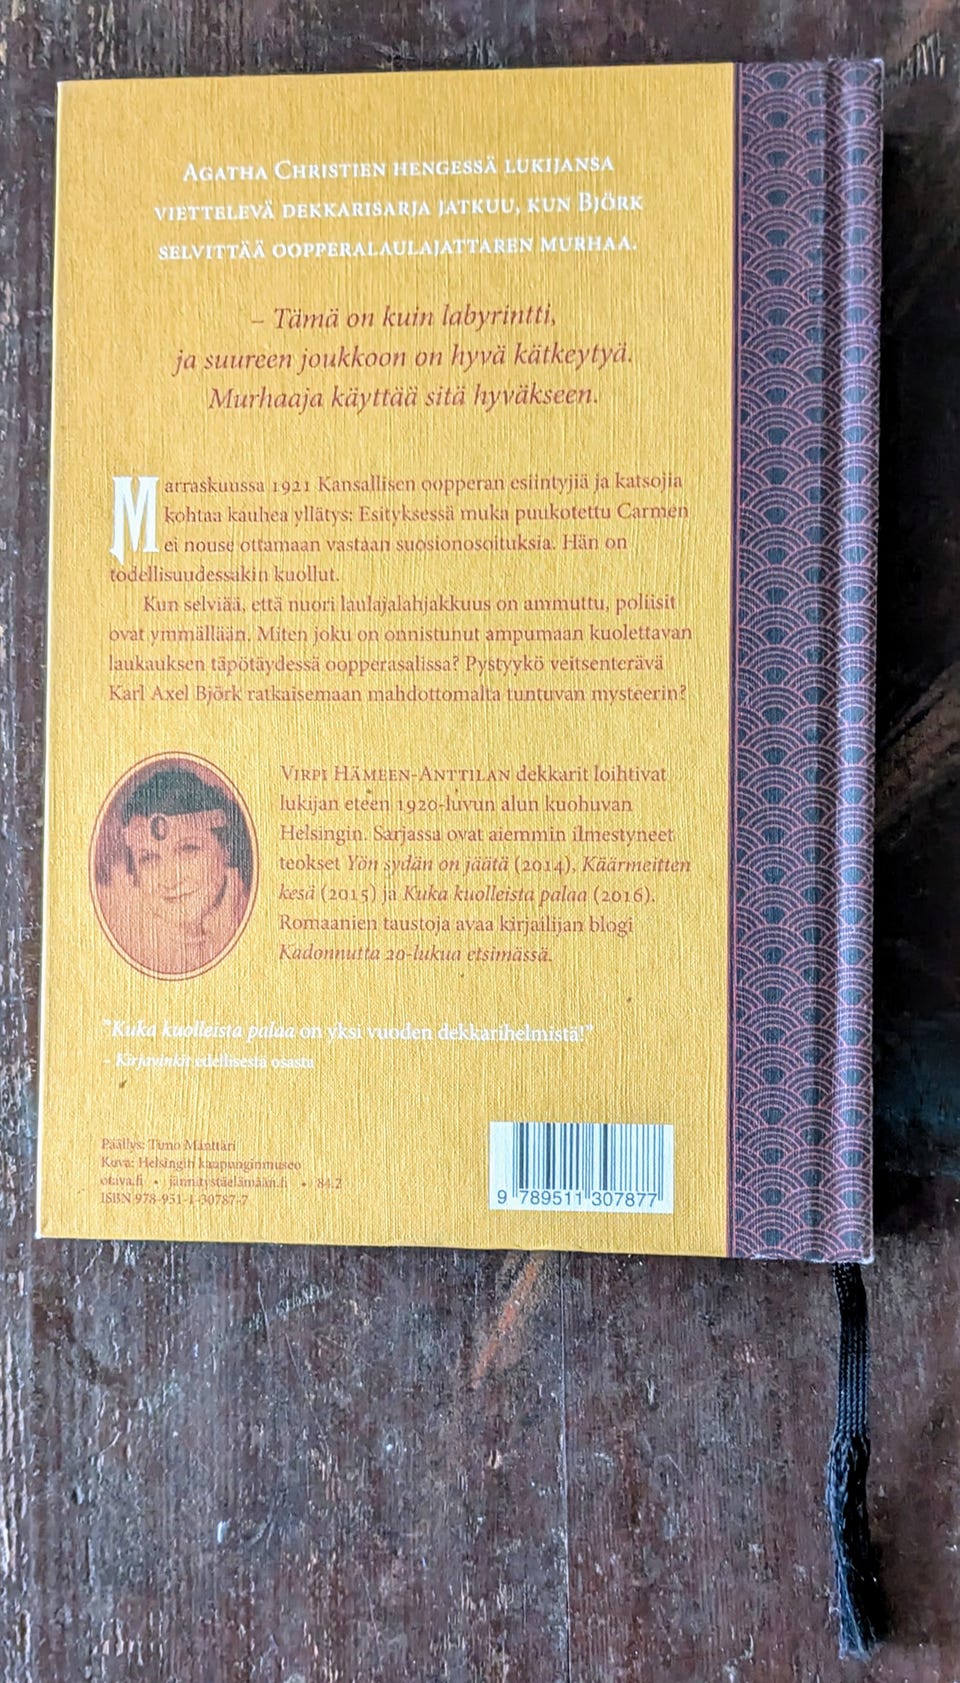 AGATHA CHRISTIEN HENGESSÄ LUKIJANSA
VIETTELEVÄ DEKKARISARJA JATKUU, KUN BJÖRK
SELVITTÄÄ OOPPERALAULAJATTAREN MURHAA.
– Tämä on kuin labyrintti,
ja suureen joukkoon on hyvä kätkeytyä.
Murhaaja käyttää sitä hyväkseen.
Marraskuussa 1921 Kansallisen oopperan esiintyjiä ja katsojia
kohtaa kauhea yllätys: Esityksessä muka puukotettu Carmen
ei nouse ottamaan vastaan suosionosoituksia. Hän on
todellisuudessakin kuollut.
Kun selviää, että nuori laulajalahjakkuus on ammuttu, poliisit
ovat ymmällään. Miten joku on onnistunut ampumaan kuolettavan
laukauksen täpötäydessä oopperasalissa? Pystyykö veitsenterävä
Karl Axel Björk ratkaisemaan mahdottomalta tuntuvan mysteerin?
VIRPI HÄMEEN-ANTTILAN dekkarit loihtivat
lukijan eteen 1920-luvun alun kuohuvan
Helsingin. Sarjassa ovat aiemmin ilmestyneet
teokset Yön sydän on jäätä (2014), Käärmeitten
kesä (2015) ja Kuka kuolleista palaa (2016).
Romaanien taustoja avaa kirjailijan blogi
Kadonnutta 20-lukua etsimässä.
"Kuka kuolleista palaa on yksi vuoden dekkarihelmistä!"
– Kirjavinkit edellisestä osasta
Päällys: Timo Mänttäri
Kuva: Helsingin kaupunginmuseo
otava.fi • jännitystäelämään.fi • 84.2
ISBN 978-951-1-30787-7
9 789511 307877